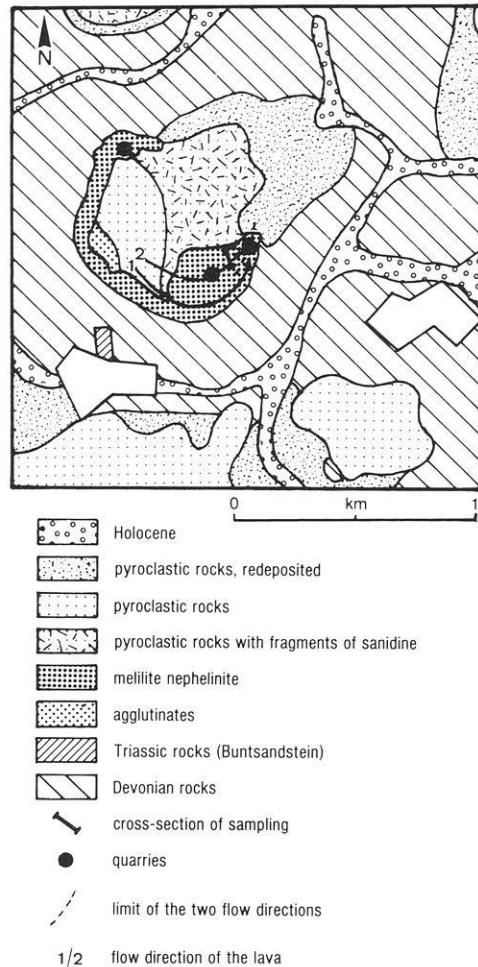 N
1
2
0 km 1
Holocene
pyroclastic rocks, redeposited
pyroclastic rocks
pyroclastic rocks with fragments of sanidine
melilite nephelinite
agglutinates
Triassic rocks (Buntsandstein)
Devonian rocks
cross-section of sampling
quarries
limit of the two flow directions
1/2 flow direction of the lava